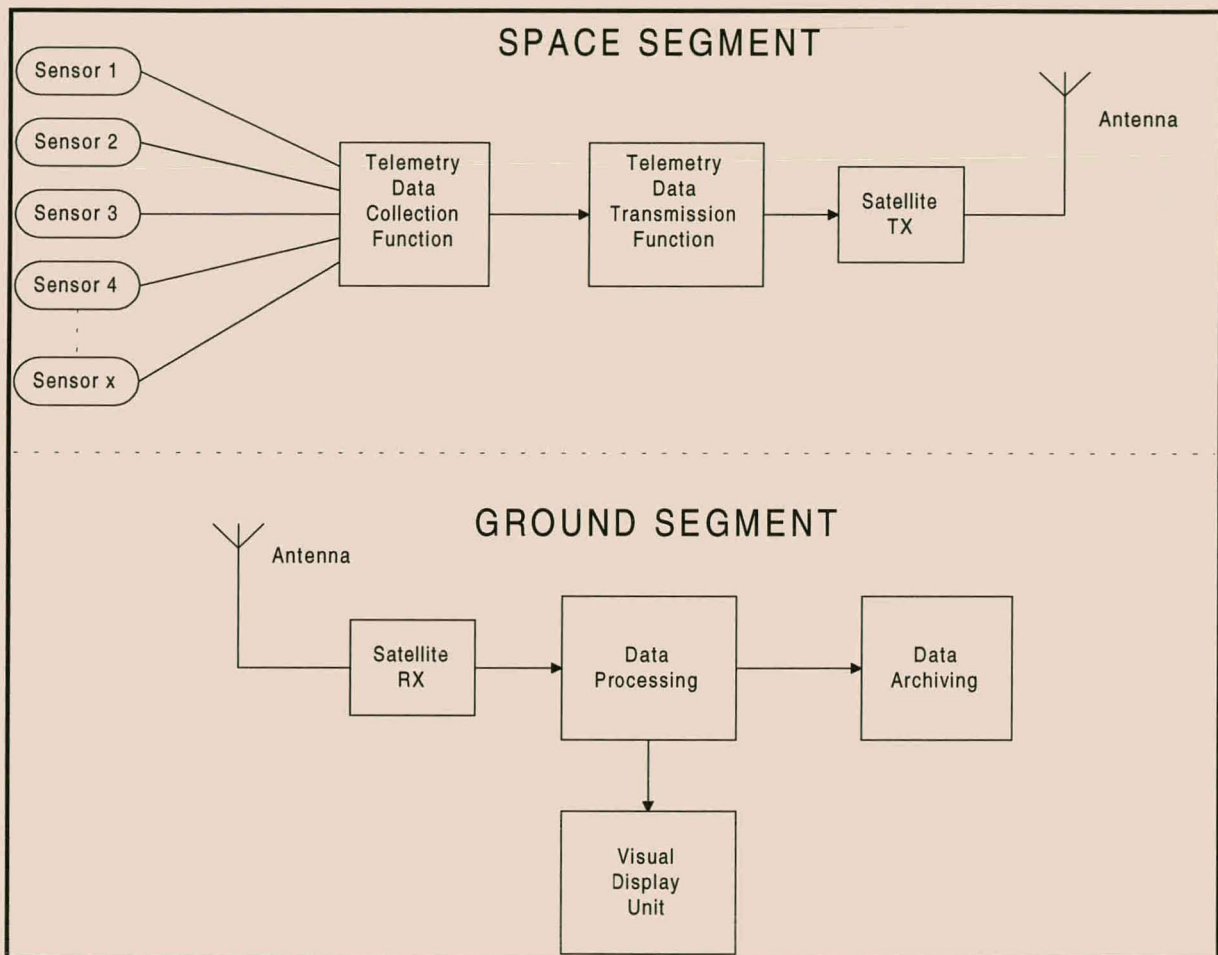 SPACE SEGMENT
Sensor 1
Sensor 2
Sensor 3
Sensor 4
Sensor x
Telemetry
Data
Collection
Function
Telemetry
Data
Transmission
Function
Satellite
TX
Antenna
GROUND SEGMENT
Antenna
Satellite
RX
Data
Processing
Data
Archiving
Visual
Display
Unit